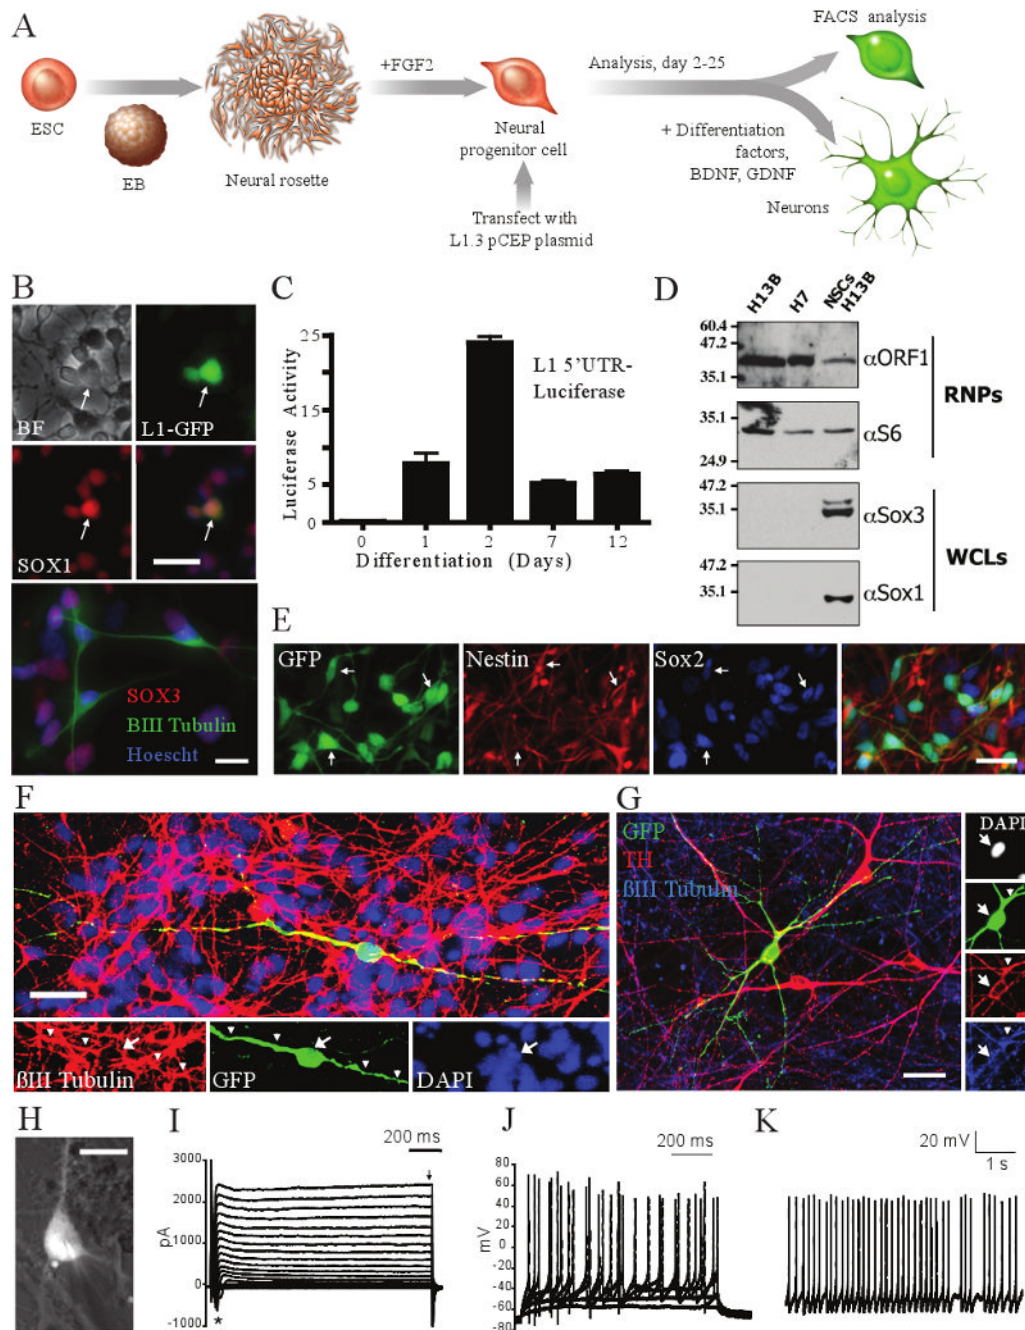 A
ESC
EB
Neural rosette
+FGF2
Neural
progenitor cell
Transfect with
L1.3 pCEP plasmid
Analysis, day 2-25
FACS analysis
+ Differentiation
factors,
BDNF, GDNF
Neurons
B
BF
L1-GFP
SOX1
SOX3
BIII Tubulin
Hoescht
C
Luciferase Activity
25
15
5
0
L1 5'UTR-
Luciferase
0 1 2 7 12
Differentiation (Days)
D
H13B H7 NSCs H13B
60.4
47.2
35.1
αORF1
35.1
24.9
αS6
RNPs
47.2
35.1
αSox3
47.2
35.1
αSox1
WCLs
E
GFP
Nestin
Sox2
F
ßIII Tubulin
GFP
DAPI
G
GFP
TH
ßIII Tubulin
DAPI
H
I
200 ms
3000
2000
1000
0
-1000
pA
*
J
200 ms
80
60
40
20
0
-20
-40
-60
-80
mV
K
20 mV
1 s